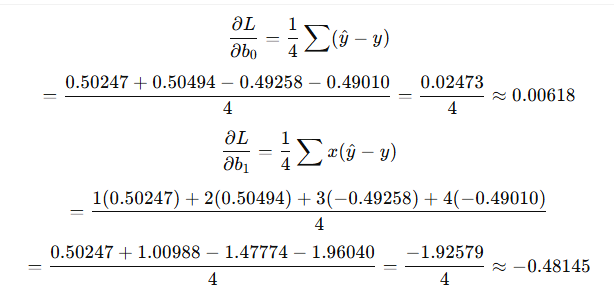 ∂L/∂b₀ = 1/4 ∑(ŷ − y)
= (0.50247 + 0.50494 − 0.49258 − 0.49010)/4 = 0.02473/4 ≈ 0.00618
∂L/∂b₁ = 1/4 ∑ x(ŷ − y)
= (1(0.50247) + 2(0.50494) + 3(−0.49258) + 4(−0.49010))/4
= (0.50247 + 1.00988 − 1.47774 − 1.96040)/4 = −1.92579/4 ≈ −0.48145